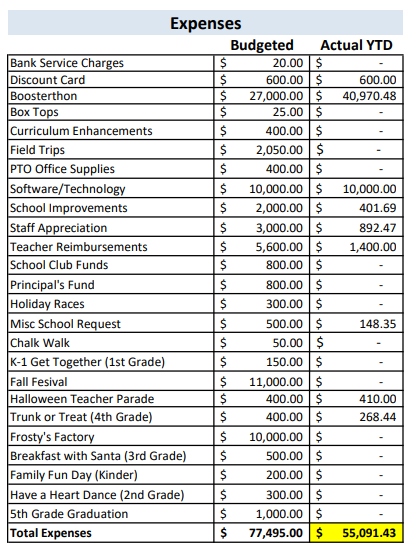 Expenses
Budgeted Actual YTD
Bank Service Charges $ 20.00 $ -
Discount Card $ 600.00 $ 600.00
Boosterthon $ 27,000.00 $ 40,970.48
Box Tops $ 25.00 $ -
Curriculum Enhancements $ 400.00 $ -
Field Trips $ 2,050.00 $ -
PTO Office Supplies $ 400.00 $ -
Software/Technology $ 10,000.00 $ 10,000.00
School Improvements $ 2,000.00 $ 401.69
Staff Appreciation $ 3,000.00 $ 892.47
Teacher Reimbursements $ 5,600.00 $ 1,400.00
School Club Funds $ 800.00 $ -
Principal's Fund $ 800.00 $ -
Holiday Races $ 300.00 $ -
Misc School Request $ 500.00 $ 148.35
Chalk Walk $ 50.00 $ -
K-1 Get Together (1st Grade) $ 150.00 $ -
Fall Fesival $ 11,000.00 $ -
Halloween Teacher Parade $ 400.00 $ 410.00
Trunk or Treat (4th Grade) $ 400.00 $ 268.44
Frosty's Factory $ 10,000.00 $ -
Breakfast with Santa (3rd Grade) $ 500.00 $ -
Family Fun Day (Kinder) $ 200.00 $ -
Have a Heart Dance (2nd Grade) $ 300.00 $ -
5th Grade Graduation $ 1,000.00 $ -
Total Expenses $ 77,495.00 $ 55,091.43